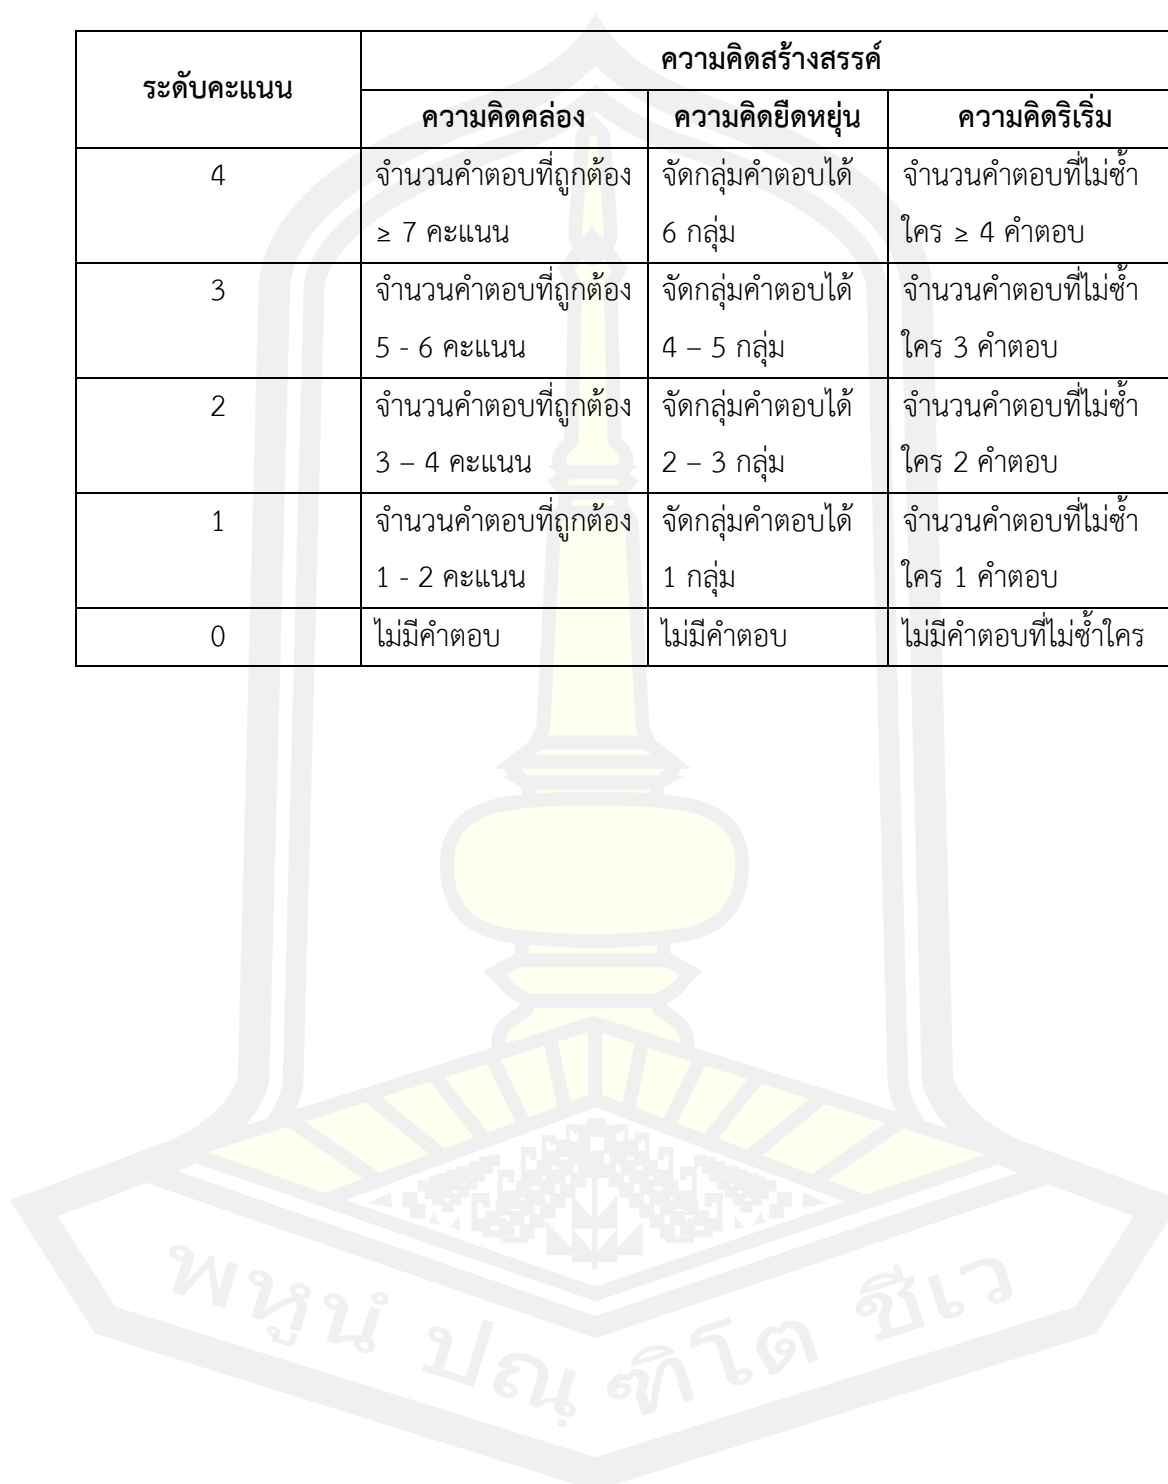 ระดับคะแนน
ความคิดสร้างสรรค์
ความคิดคล่อง ความคิดยืดหยุ่น ความคิดริเริ่ม
4 จำนวนคำตอบที่ถูกต้อง จัดกลุ่มคำตอบได้ จำนวนคำตอบที่ไม่ซ้ำ
≥ 7 คะแนน 6 กลุ่ม ใคร ≥ 4 คำตอบ
3 จำนวนคำตอบที่ถูกต้อง จัดกลุ่มคำตอบได้ จำนวนคำตอบที่ไม่ซ้ำ
5 - 6 คะแนน 4 – 5 กลุ่ม ใคร 3 คำตอบ
2 จำนวนคำตอบที่ถูกต้อง จัดกลุ่มคำตอบได้ จำนวนคำตอบที่ไม่ซ้ำ
3 – 4 คะแนน 2 – 3 กลุ่ม ใคร 2 คำตอบ
1 จำนวนคำตอบที่ถูกต้อง จัดกลุ่มคำตอบได้ จำนวนคำตอบที่ไม่ซ้ำ
1 - 2 คะแนน 1 กลุ่ม ใคร 1 คำตอบ
0 ไม่มีคำตอบ ไม่มีคำตอบ ไม่มีคำตอบที่ไม่ซ้ำใคร
พหูนํ ปณฺฑิโต ชีเว